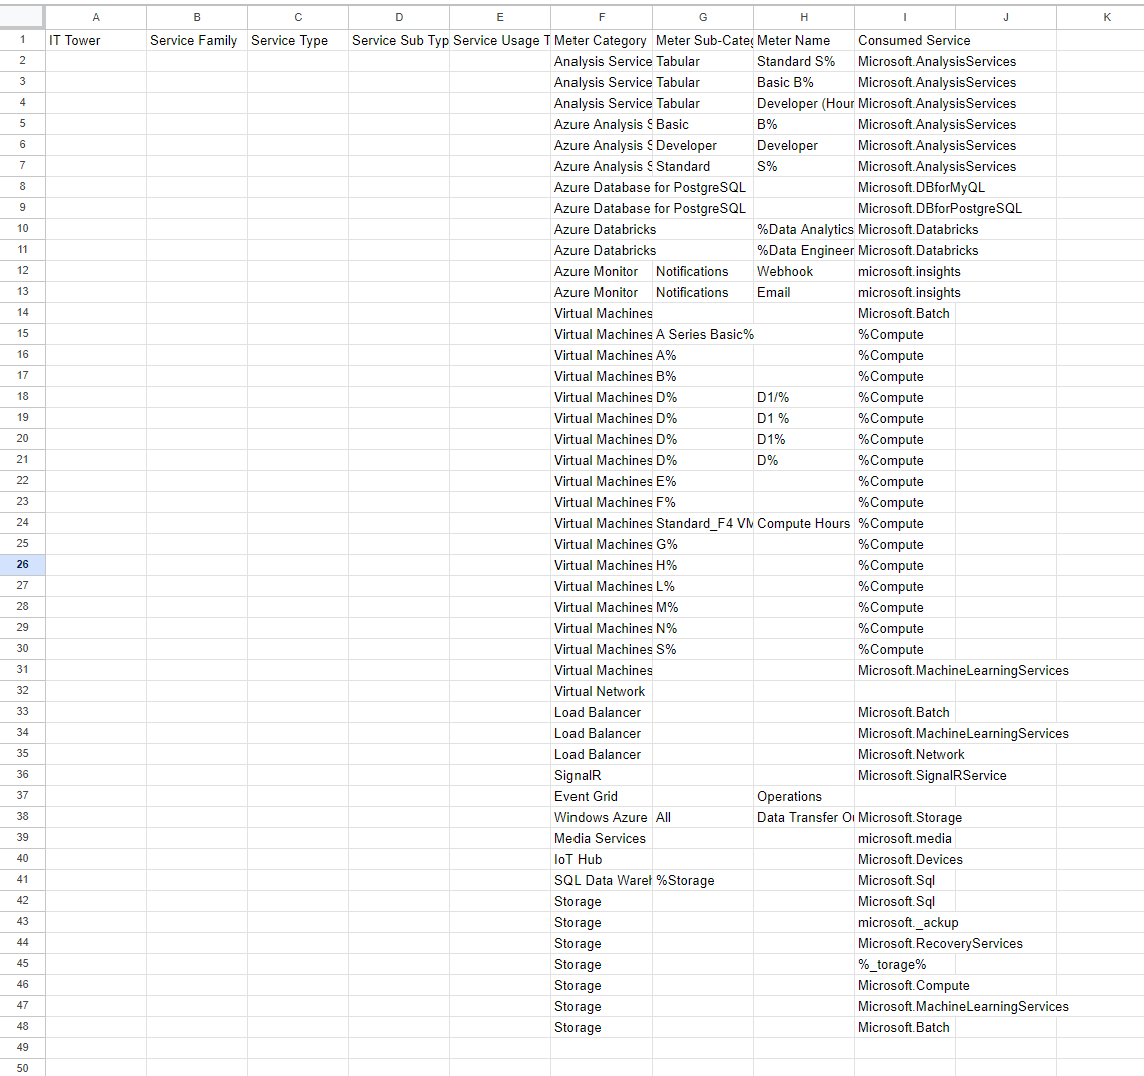 A B C D E F G H I J K
1 IT Tower Service Family Service Type Service Sub Typ Service Usage T Meter Category Meter Sub-Categ Meter Name Consumed Service
2 Analysis Service Tabular Standard S% Microsoft.AnalysisServices
3 Analysis Service Tabular Basic B% Microsoft.AnalysisServices
4 Analysis Service Tabular Developer (Hour Microsoft.AnalysisServices
5 Azure Analysis S Basic B% Microsoft.AnalysisServices
6 Azure Analysis S Developer Developer Microsoft.AnalysisServices
7 Azure Analysis S Standard S% Microsoft.AnalysisServices
8 Azure Database for PostgreSQL Microsoft.DBforMyQL
9 Azure Database for PostgreSQL Microsoft.DBforPostgreSQL
10 Azure Databricks %Data Analytics Microsoft.Databricks
11 Azure Databricks %Data Engineer Microsoft.Databricks
12 Azure Monitor Notifications Webhook microsoft.insights
13 Azure Monitor Notifications Email microsoft.insights
14 Virtual Machines Microsoft.Batch
15 Virtual Machines A Series Basic% %Compute
16 Virtual Machines A% %Compute
17 Virtual Machines B% %Compute
18 Virtual Machines D% D1/% %Compute
19 Virtual Machines D% D1 % %Compute
20 Virtual Machines D% D1% %Compute
21 Virtual Machines D% D% %Compute
22 Virtual Machines E% %Compute
23 Virtual Machines F% %Compute
24 Virtual Machines Standard_F4 VM Compute Hours %Compute
25 Virtual Machines G% %Compute
26 Virtual Machines H% %Compute
27 Virtual Machines L% %Compute
28 Virtual Machines M% %Compute
29 Virtual Machines N% %Compute
30 Virtual Machines S% %Compute
31 Virtual Machines Microsoft.MachineLearningServices
32 Virtual Network
33 Load Balancer Microsoft.Batch
34 Load Balancer Microsoft.MachineLearningServices
35 Load Balancer Microsoft.Network
36 SignalR Microsoft.SignalRService
37 Event Grid Operations
38 Windows Azure All Data Transfer Ou Microsoft.Storage
39 Media Services microsoft.media
40 IoT Hub Microsoft.Devices
41 SQL Data Wareh %Storage Microsoft.Sql
42 Storage Microsoft.Sql
43 Storage microsoft._ackup
44 Storage Microsoft.RecoveryServices
45 Storage %_torage%
46 Storage Microsoft.Compute
47 Storage Microsoft.MachineLearningServices
48 Storage Microsoft.Batch
49
50